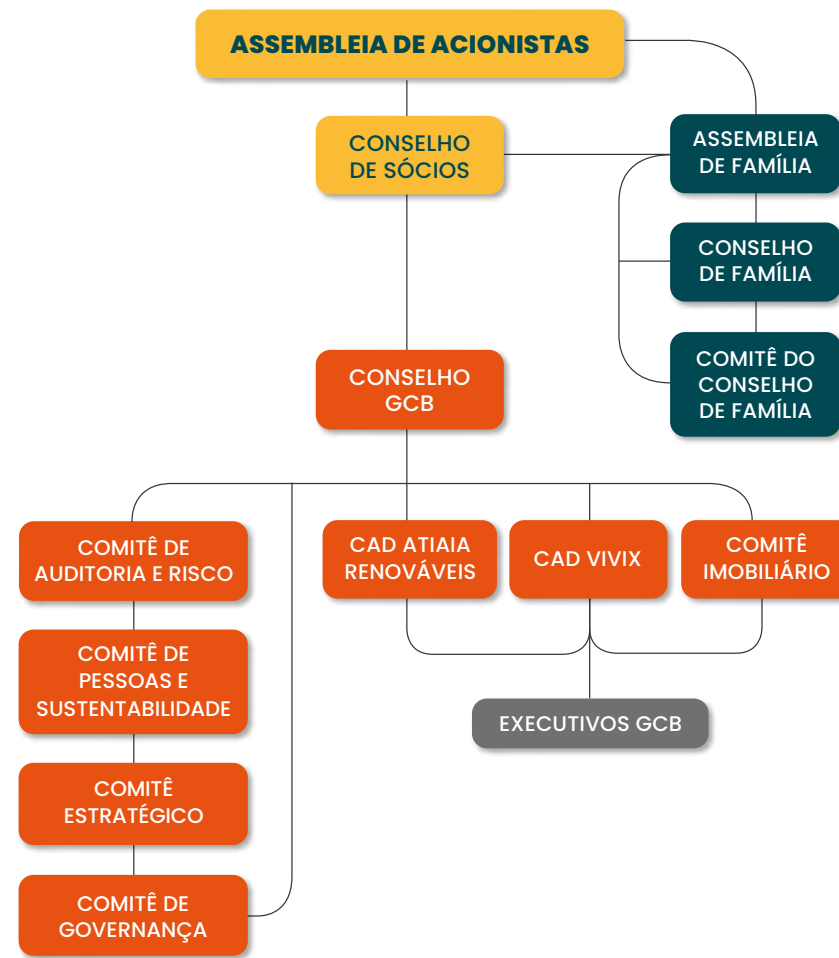 ASSEMBLEIA DE ACIONISTAS
CONSELHO
DE SÓCIOS
ASSEMBLEIA
DE FAMÍLIA
CONSELHO
DE FAMÍLIA
COMITÊ DO
CONSELHO
DE FAMÍLIA
CONSELHO
GCB
COMITÊ DE
AUDITORIA E RISCO
CAD ATIAIA
RENOVÁVEIS
CAD VIVIX
COMITÊ
IMOBILIÁRIO
COMITÊ DE
PESSOAS E
SUSTENTABILIDADE
EXECUTIVOS GCB
COMITÊ
ESTRATÉGICO
COMITÊ DE
GOVERNANÇA